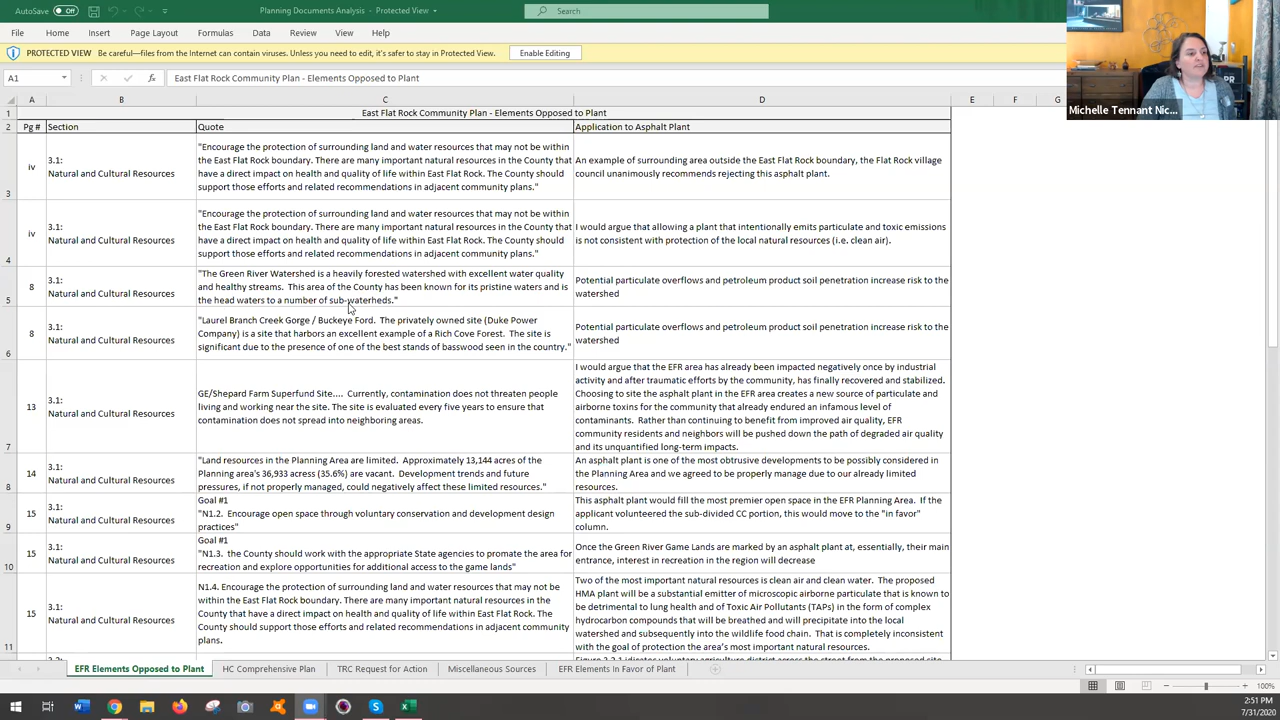 AutoSave Off Planning Documents Analysis - Protected View Search
File Home Insert Page Layout Formulas Data Review View Help
PROTECTED VIEW Be careful—files from the Internet can contain viruses. Unless you need to edit, it's safer to stay in Protected View. Enable Editing
A1 fx East Flat Rock Community Plan - Elements Opposed to Plant
PR
Michelle Tennant Nic...
A B C D E F G
1 East Flat Rock Community Plan - Elements Opposed to Plant
2 Pg # Section Quote Application to Asphalt Plant
3 iv 3.1:
Natural and Cultural Resources
"Encourage the protection of surrounding land and water resources that may not be within
the East Flat Rock boundary. There are many important natural resources in the County that
have a direct impact on health and quality of life within East Flat Rock. The County should
support those efforts and related recommendations in adjacent community plans."
An example of surrounding area outside the East Flat Rock boundary, the Flat Rock village
council unanimously recommends rejecting this asphalt plant.
4 iv 3.1:
Natural and Cultural Resources
"Encourage the protection of surrounding land and water resources that may not be within
the East Flat Rock boundary. There are many important natural resources in the County that
have a direct impact on health and quality of life within East Flat Rock. The County should
support those efforts and related recommendations in adjacent community plans."
I would argue that allowing a plant that intentionally emits particulate and toxic emissions
is not consistent with protection of the local natural resources (i.e. clean air).
5 8 3.1:
Natural and Cultural Resources
"The Green River Watershed is a heavily forested watershed with excellent water quality
and healthy streams. This area of the County has been known for its pristine waters and is
the head waters to a number of sub-waterheds."
Potential particulate overflows and petroleum product soil penetration increase risk to the
watershed
6 8 3.1:
Natural and Cultural Resources
"Laurel Branch Creek Gorge / Buckeye Ford. The privately owned site (Duke Power
Company) is a site that harbors an excellent example of a Rich Cove Forest. The site is
significant due to the presence of one of the best stands of basswood seen in the country."
Potential particulate overflows and petroleum product soil penetration increase risk to the
watershed
7 13 3.1:
Natural and Cultural Resources
GE/Shepard Farm Superfund Site.... Currently, contamination does not threaten people
living and working near the site. The site is evaluated every five years to ensure that
contamination does not spread into neighboring areas.
I would argue that the EFR area has already been impacted negatively once by industrial
activity and after traumatic efforts by the community, has finally recovered and stabilized.
Choosing to site the asphalt plant in the EFR area creates a new source of particulate and
airborne toxins for the community that already endured an infamous level of
contaminants. Rather than continuing to benefit from improved air quality, EFR
community residents and neighbors will be pushed down the path of degraded air quality
and its unquantified long-term impacts.
8 14 3.1:
Natural and Cultural Resources
"Land resources in the Planning Area are limited. Approximately 13,144 acres of the
Planning area's 36,933 acress (35.6%) are vacant. Development trends and future
pressures, if not properly managed, could negatively affect these limited resources."
An asphalt plant is one of the most obtrusive developments to be possibly considered in
the Planning Area and we agreed to be properly manage due to our already limited
resources.
9 15 3.1:
Natural and Cultural Resources
Goal #1
"N1.2. Encourage open space through voluntary conservation and development design
practices"
This asphalt plant would fill the most premier open space in the EFR Planning Area. If the
applicant volunteered the sub-divided CC portion, this would move to the "in favor"
column.
10 15 3.1:
Natural and Cultural Resources
Goal #1
"N1.3. the County should work with the appropriate State agencies to promate the area for
recreation and explore opportunities for additional access to the game lands"
Once the Green River Game Lands are marked by an asphalt plant at, essentially, their main
entrance, interest in recreation in the region will decrease
11 15 3.1:
Natural and Cultural Resources
N1.4. Encourage the protection of surrounding land and water resources that may not be
within the East Flat Rock boundary. There are many important natural resources in the
County that have a direct impact on health and quality of life within East Flat Rock. The
County should support those efforts and related recommendations in adjacent community
plans.
Two of the most important natural resources is clean air and clean water. The proposed
HMA plant will be a substantial emitter of microscopic airborne particulate that is known to
be detrimental to lung health and of Toxic Air Pollutants (TAPs) in the form of complex
hydrocarbon compounds that will be breathed and will precipitate into the local
watershed and subsequently into the wildlife food chain. That is completely inconsistent
with the goal of protection the area's most important natural resources.
EFR Elements Opposed to Plant HC Comprehensive Plan TRC Request for Action Miscellaneous Sources EFR Elements In Favor of Plant
100%
2:51 PM
7/31/2020